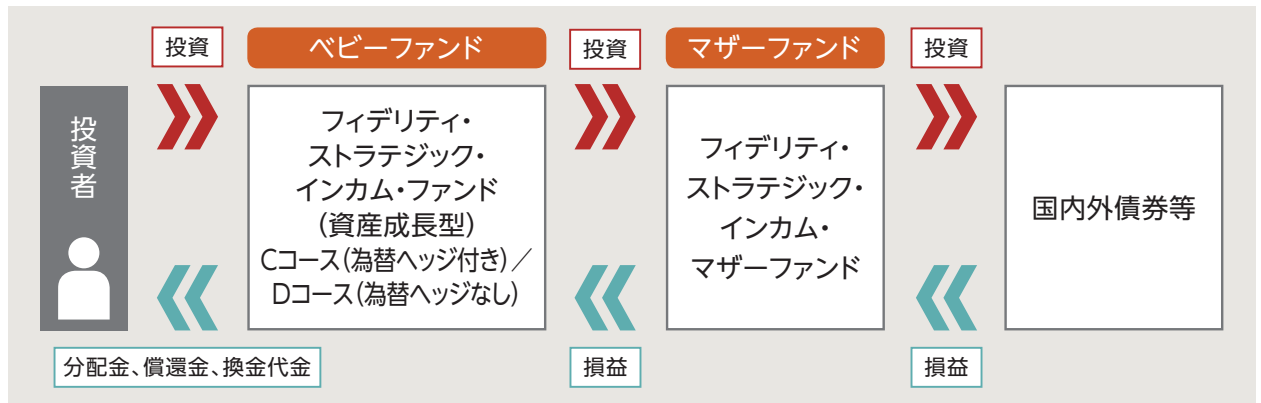 投資
ベビーファンド
投資
マザーファンド
投資
投資者
フィデリティ・
ストラテジック・
インカム・ファンド
(資産成長型)
Cコース(為替ヘッジ付き)／
Dコース(為替ヘッジなし)
フィデリティ・
ストラテジック・
インカム・
マザーファンド
国内外債券等
分配金、償還金、換金代金
損益
損益